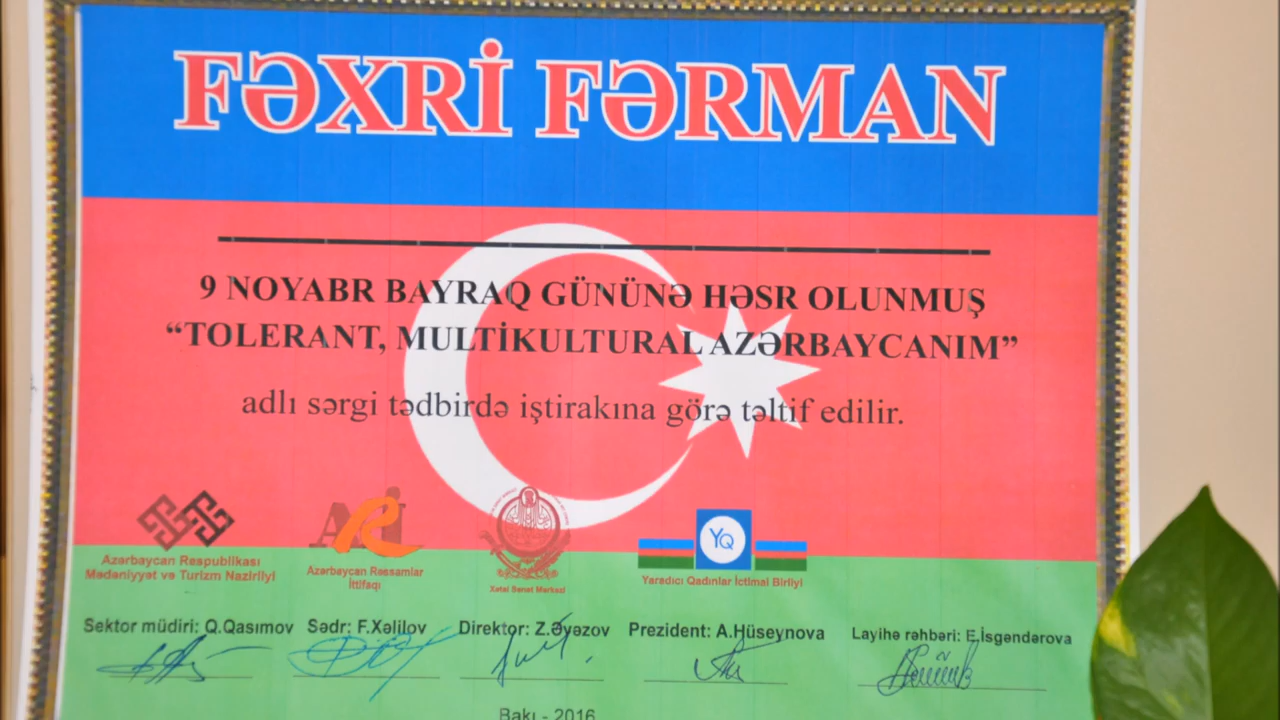 FƏXRİ FƏRMAN
9 NOYABR BAYRAQ GÜNÜNƏ HƏSR OLUNMUŞ
“TOLERANT, MULTİKULTURAL AZƏRBAYCANIM”
adlı sərgi tədbirdə iştirakına görə təltif edilir.
Azərbaycan Respublikası
Mədəniyyət və Turizm Nazirliyi
Azərbaycan Rəssamlar
İttifaqı
Xətai Sənət Mərkəzi
YQ
Yaradıcı Qadınlar İctimai Birliyi
Sektor müdiri: Q.Qasımov
Sədr: F.Xəlilov
Direktor: Z.Əyəzov
Prezident: A.Hüseynova
Layihə rəhbəri: E.İsgəndərova
Bakı - 2016